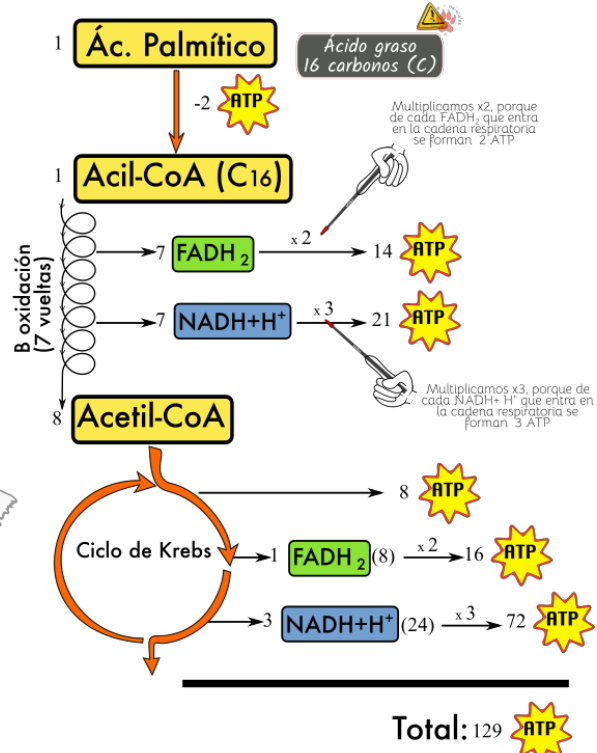 1 Ác. Palmítico
Ácido graso
16 carbonos (C)
-2 ATP
Multiplicamos x2, porque
de cada FADH₂ que entra
en la cadena respiratoria
se forman 2 ATP
1 Acil-CoA (C16)
B oxidación
(7 vueltas)
7 FADH₂ x2 14 ATP
7 NADH+H⁺ x3 21 ATP
Multiplicamos x3, porque de
cada NADH+ H⁺ que entra en
la cadena respiratoria se
forman 3 ATP
8 Acetil-CoA
8 ATP
Ciclo de Krebs
1 FADH₂ (8) x2 16 ATP
3 NADH+H⁺ (24) x3 72 ATP
Total: 129 ATP